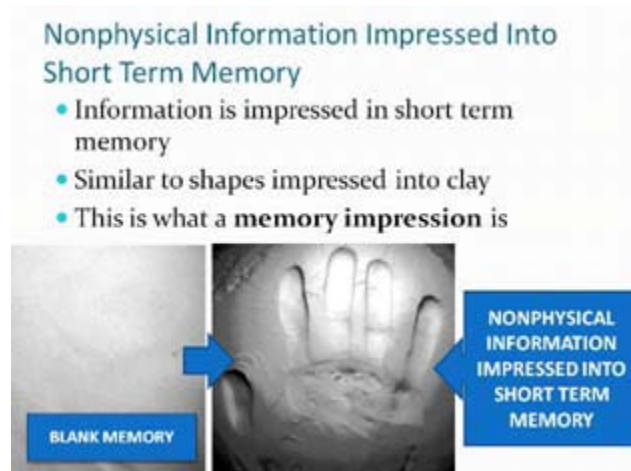 Nonphysical Information Impressed Into
Short Term Memory
• Information is impressed in short term
memory
• Similar to shapes impressed into clay
• This is what a memory impression is
BLANK MEMORY
NONPHYSICAL
INFORMATION
IMPRESSED INTO
SHORT TERM
MEMORY